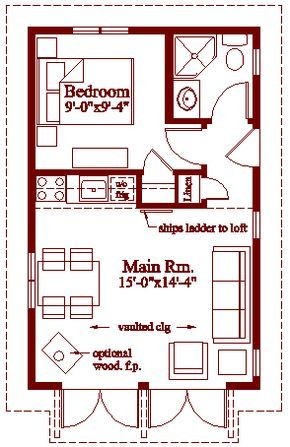 Bedroom
9'-0"x9'-4"
u/c
frig
Linen
ships ladder to loft
Main Rm.
15'-0"x14'-4"
vaulted clg
optional
wood. f.p.